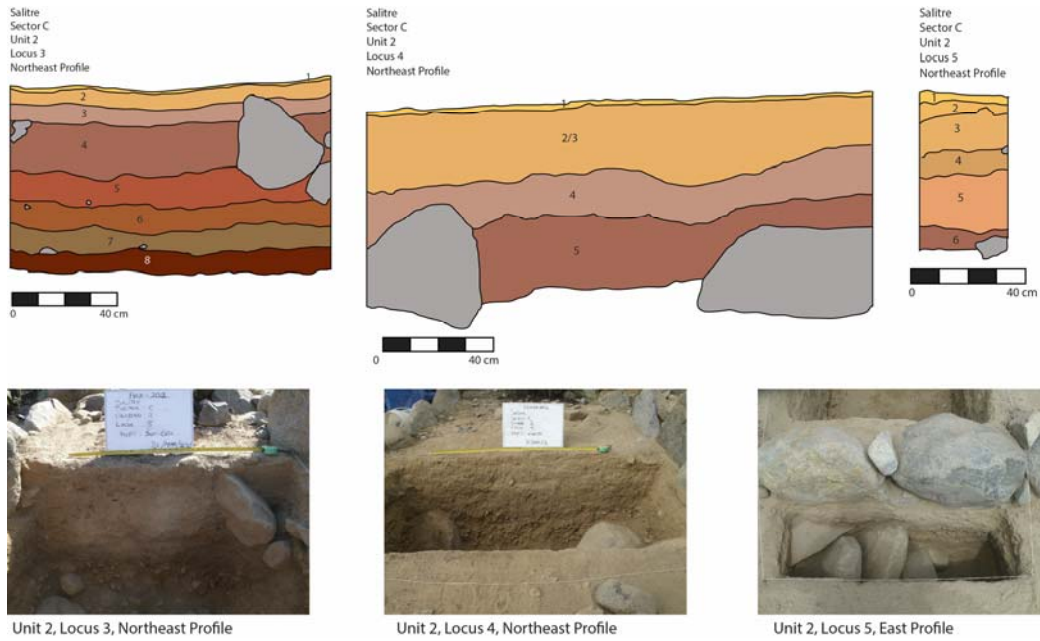 Salitre
Sector C
Unit 2
Locus 3
Northeast Profile
1
2
3
4
5
6
7
8
0
40 cm
Salitre
Sector C
Unit 2
Locus 4
Northeast Profile
1
2/3
4
5
0
40 cm
Salitre
Sector C
Unit 2
Locus 5
Northeast Profile
1
2
3
4
5
6
0
40 cm
Unit 2, Locus 3, Northeast Profile
Unit 2, Locus 4, Northeast Profile
Unit 2, Locus 5, East Profile